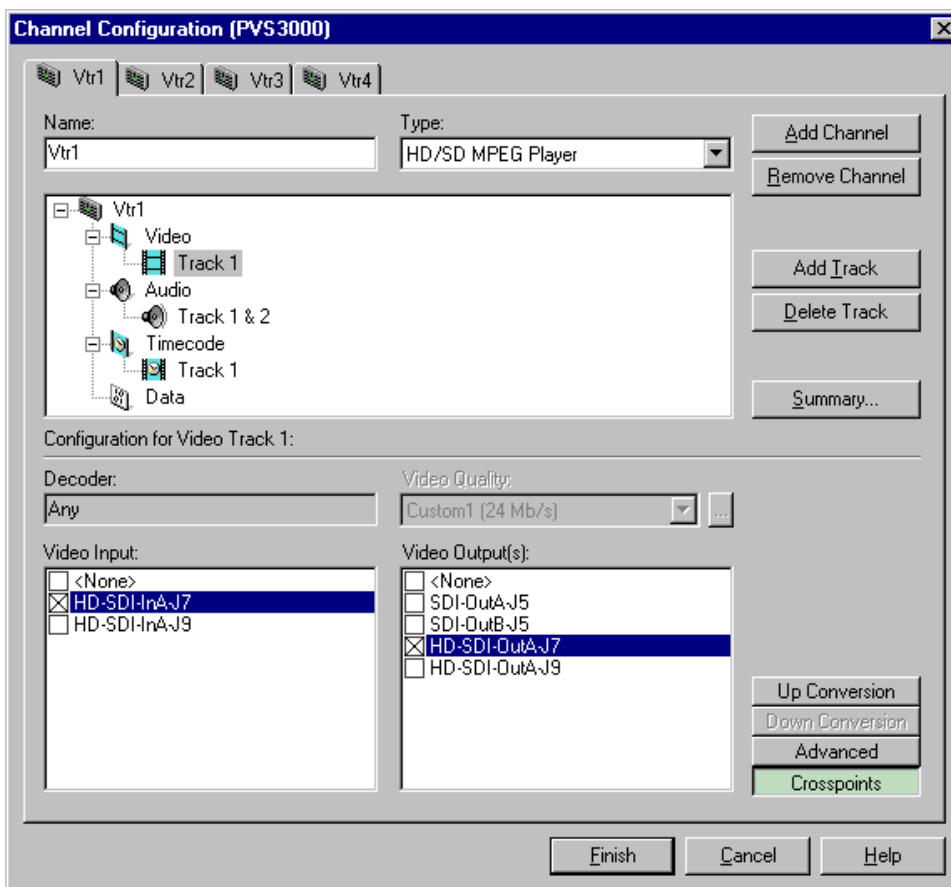 Channel Configuration (PVS3000)
Vtr1 Vtr2 Vtr3 Vtr4
Name:
Type:
Vtr1
HD/SD MPEG Player
Add Channel
Remove Channel
Vtr1
Video
Track 1
Audio
Track 1 & 2
Timecode
Track 1
Data
Add Track
Delete Track
Summary...
Configuration for Video Track 1:
Decoder:
Video Quality:
Any
Custom1 (24 Mb/s)
...
Video Input:
<None>
HD-SDI-InA-J7
HD-SDI-InA-J9
Video Output(s):
<None>
SDI-OutA-J5
SDI-OutB-J5
HD-SDI-OutA-J7
HD-SDI-OutA-J9
Up Conversion
Down Conversion
Advanced
Crosspoints
Finish
Cancel
Help